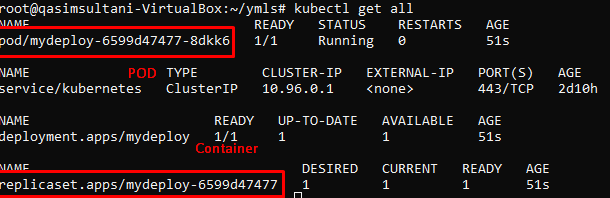 root@qasimsultani-VirtualBox:~/ymls# kubectl get all
NAME READY STATUS RESTARTS AGE
pod/mydeploy-6599d47477-8dkk6 1/1 Running 0 51s
NAME POD TYPE CLUSTER-IP EXTERNAL-IP PORT(S) AGE
service/kubernetes ClusterIP 10.96.0.1 <none> 443/TCP 2d10h
NAME READY UP-TO-DATE AVAILABLE AGE
deployment.apps/mydeploy 1/1 1 1 51s
Container
NAME DESIRED CURRENT READY AGE
replicaset.apps/mydeploy-6599d47477 1 1 1 51s